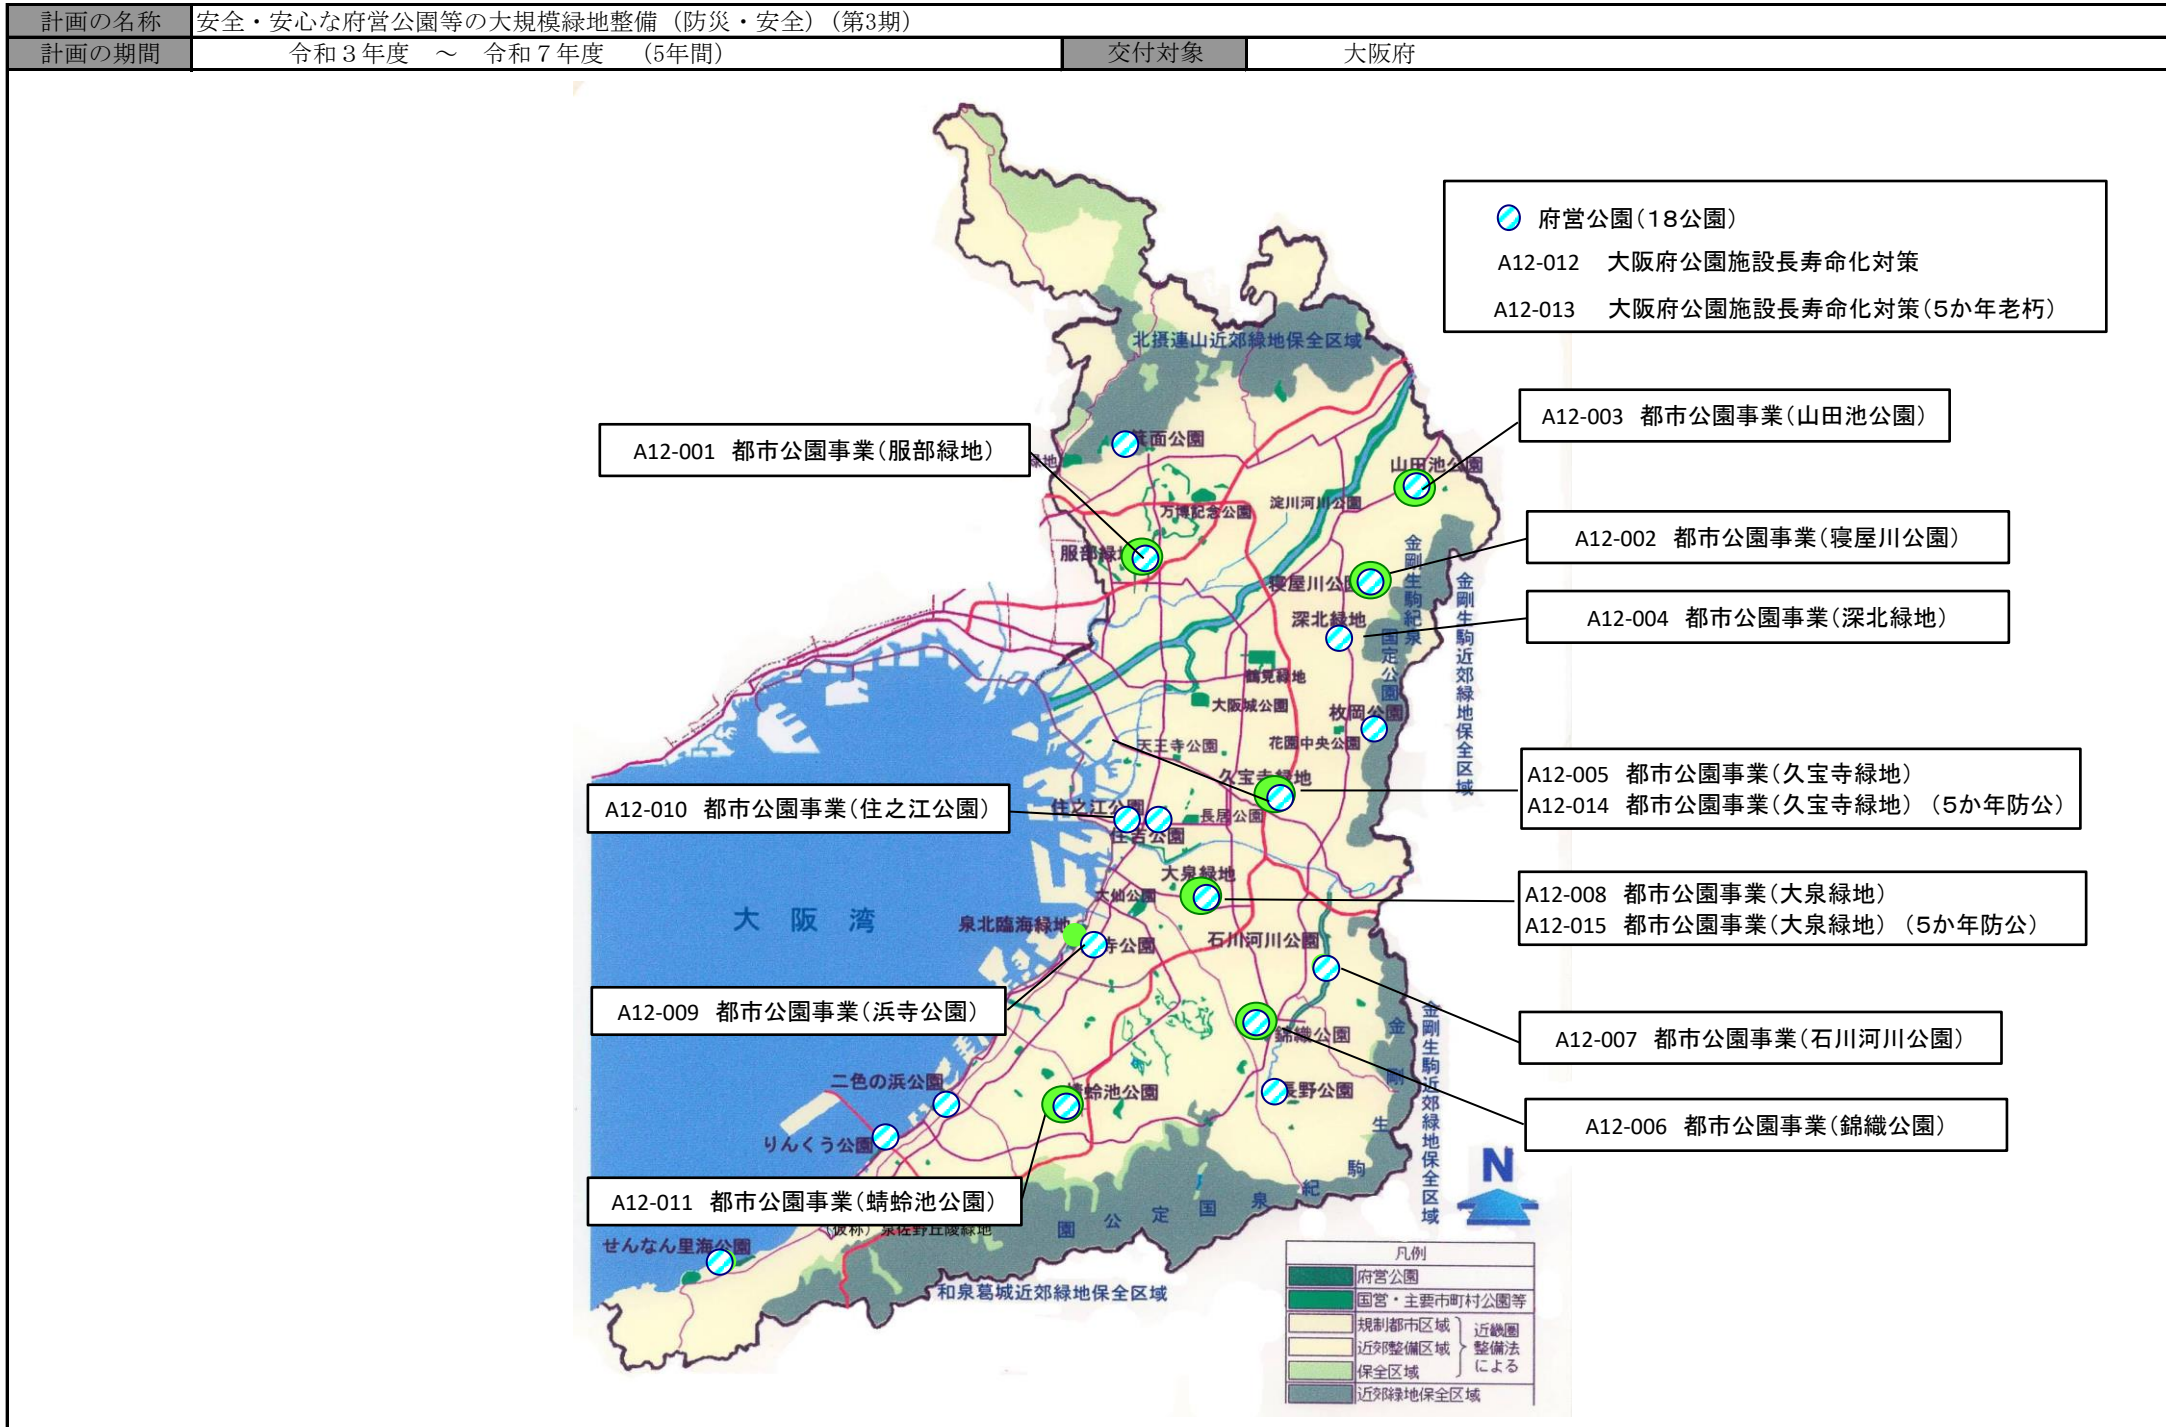 計画の名称 安全・安心な府営公園等の大規模緑地整備（防災・安全）（第3期）
計画の期間 令和３年度 ～ 令和７年度 （5年間） 交付対象 大阪府
府営公園（１８公園）
A12-012 大阪府公園施設長寿命化対策
A12-013 大阪府公園施設長寿命化対策（５か年老朽）
北摂連山近郊緑地保全区域
A12-003 都市公園事業（山田池公園）
A12-001 都市公園事業（服部緑地）
緑地
箕面公園
山田池公園
万博記念公園
淀川河川公園
A12-002 都市公園事業（寝屋川公園）
服部緑地
寝屋川公園
金剛生駒紀泉
国定公園
金剛生駒近郊緑地保全区域
A12-004 都市公園事業（深北緑地）
深北緑地
鶴見緑地
大阪城公園
枚岡公園
天王寺公園
花園中央公園
久宝寺緑地
A12-005 都市公園事業（久宝寺緑地）
A12-014 都市公園事業（久宝寺緑地）（５か年防公）
A12-010 都市公園事業（住之江公園）
住之江公園
長居公園
住吉公園
大泉緑地
A12-008 都市公園事業（大泉緑地）
A12-015 都市公園事業（大泉緑地）（５か年防公）
大仙公園
大阪湾
泉北臨海緑地
寺公園
石川河川公園
A12-009 都市公園事業（浜寺公園）
錦織公園
A12-007 都市公園事業（石川河川公園）
金剛生駒近郊緑地保全区域
二色の浜公園
蜻蛉池公園
長野公園
A12-006 都市公園事業（錦織公園）
りんくう公園
金剛生駒紀泉国定公園
N
A12-011 都市公園事業（蜻蛉池公園）
（仮称）泉佐野丘陵緑地
せんなん里海公園
和泉葛城近郊緑地保全区域
凡例
府営公園
国営・主要市町村公園等
規制都市区域
近郊整備区域
保全区域
近畿圏
整備法
による
近郊緑地保全区域